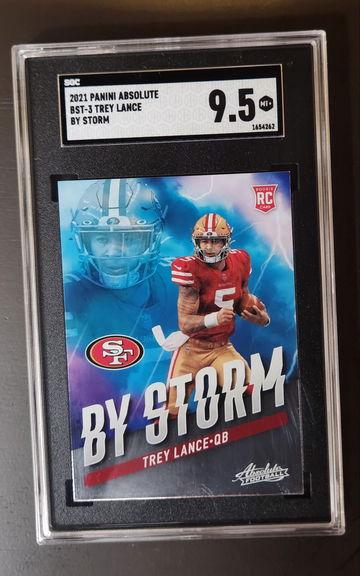 SGC
2021 PANINI ABSOLUTE
BST-3 TREY LANCE
BY STORM
9.5
MT+
1654262
ROOKIE
RC
CARD
5
SF
BY STORM
TREY LANCE•QB
Absolute
FOOTBALL